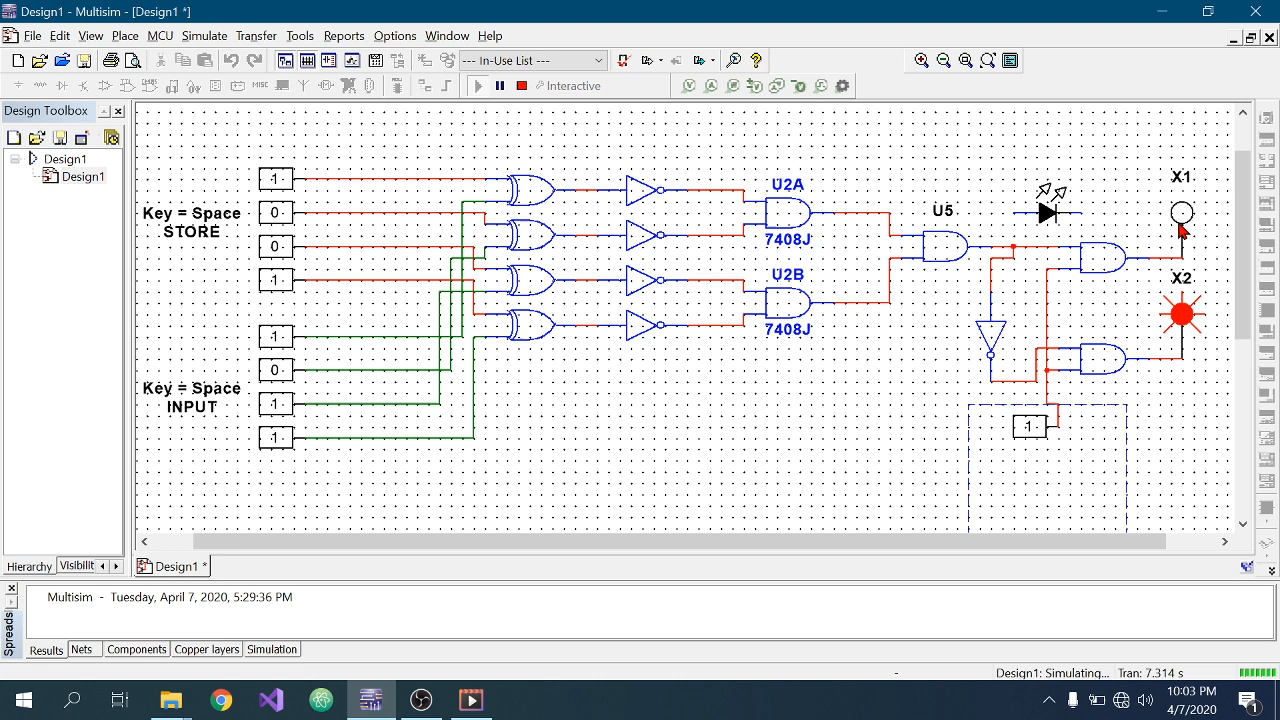 Design1 - Multisim - [Design1 *]
File Edit View Place MCU Simulate Transfer Tools Reports Options Window Help
--- In-Use List ---
MISC
Interactive
Design Toolbox
Design1
Design1
1
0
0
1
Key = Space
STORE
1
0
1
1
Key = Space
INPUT
U2A
7408J
U2B
7408J
U5
X1
X2
1
Hierarchy Visibilit
Design1 *
Multisim - Tuesday, April 7, 2020, 5:29:36 PM
Spreads
Results Nets Components Copper layers Simulation
- Design1: Simulating... Tran: 7.314 s
10:03 PM
4/7/2020
1